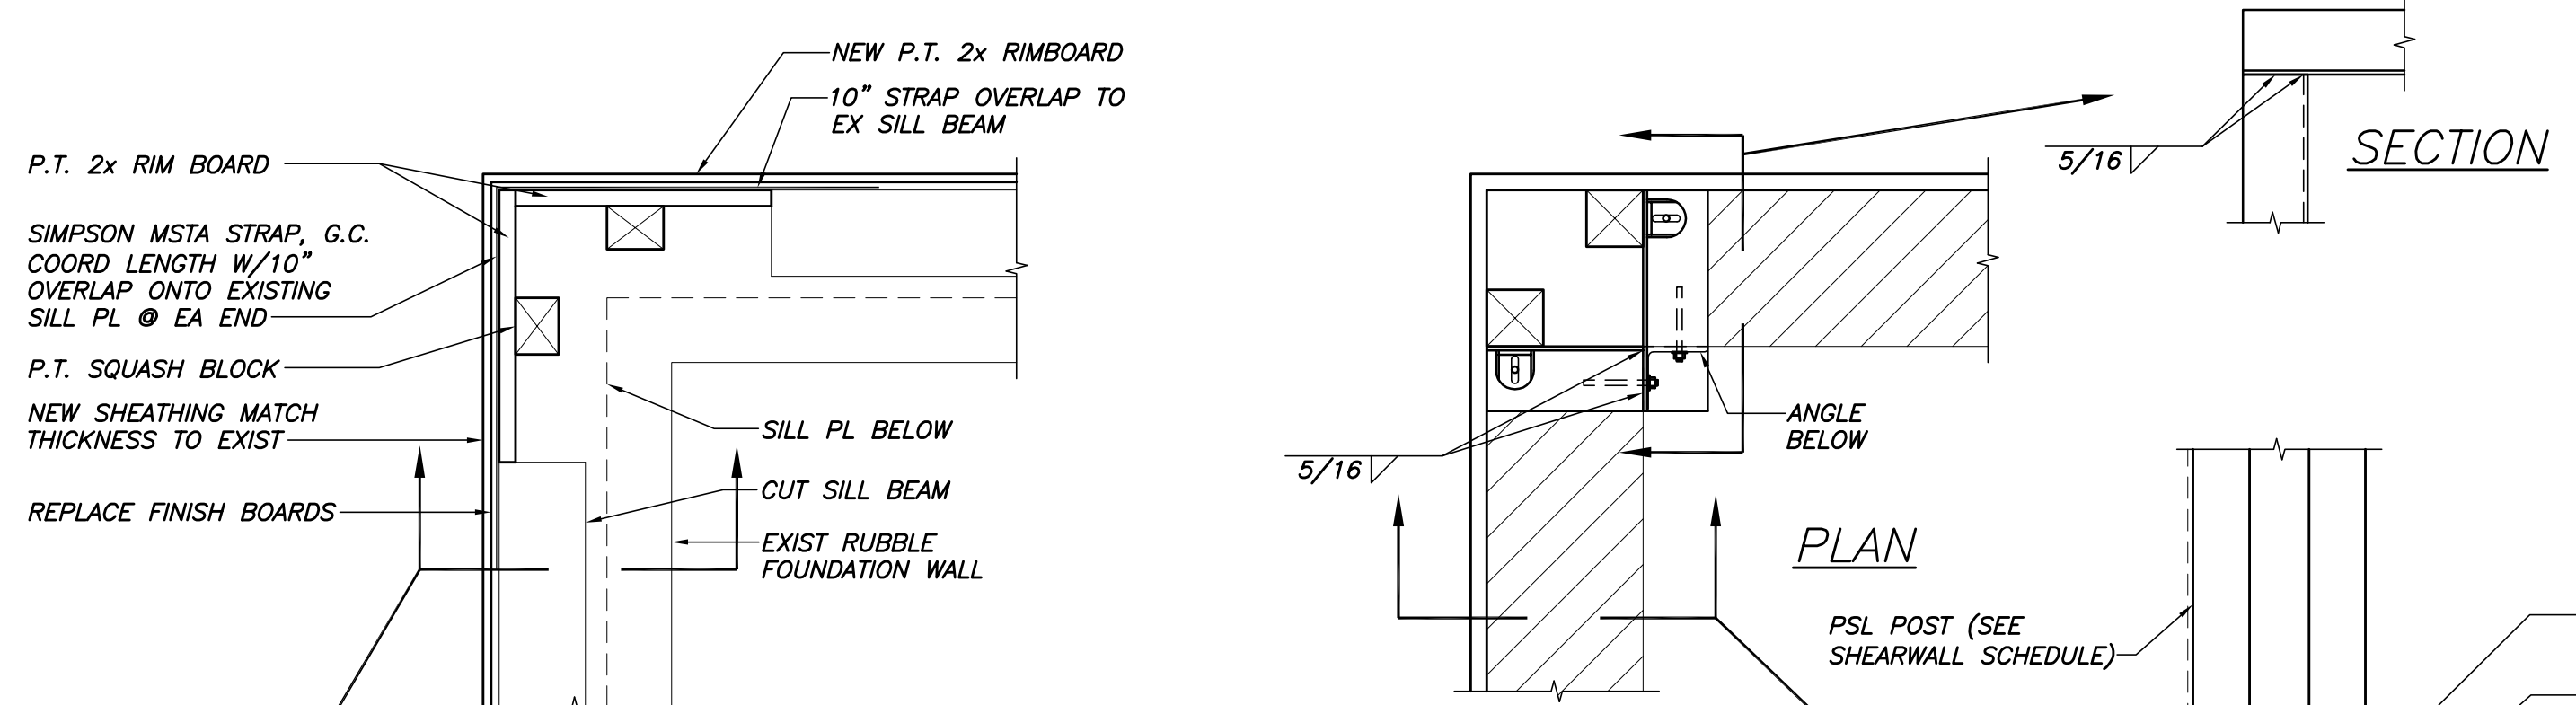 NEW P.T. 2x RIMBOARD
10" STRAP OVERLAP TO
EX SILL BEAM
P.T. 2x RIM BOARD
SIMPSON MSTA STRAP, G.C.
COORD LENGTH W/10"
OVERLAP ONTO EXISTING
SILL PL @ EA END
P.T. SQUASH BLOCK
NEW SHEATHING MATCH
THICKNESS TO EXIST
REPLACE FINISH BOARDS
SILL PL BELOW
CUT SILL BEAM
EXIST RUBBLE
FOUNDATION WALL
5/16
ANGLE
BELOW
PLAN
5/16
SECTION
PSL POST (SEE
SHEARWALL SCHEDULE)